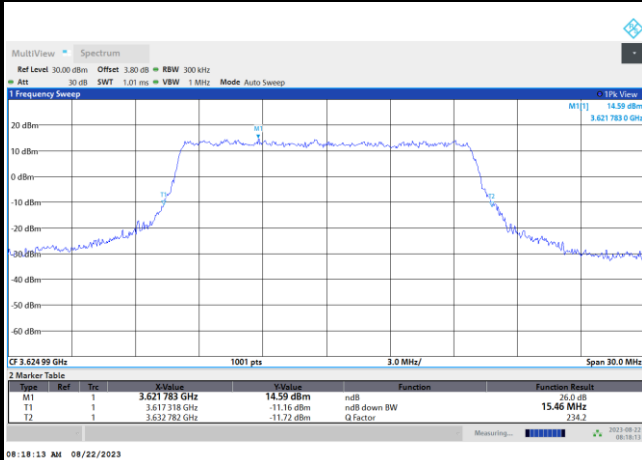 MultiView Spectrum
Ref Level 30.00 dBm Offset 3.80 dB RBW 300 kHz
Att 30 dB SWT 1.01 ms VBW 1 MHz Mode Auto Sweep
1 Frequency Sweep 1Pk View
M1[1] 14.59 dBm
3.621 783 0 GHz
M1
20 dBm
10 dBm
0 dBm
T1 T2
-10 dBm
-20 dBm
-30 dBm
-40 dBm
-50 dBm
-60 dBm
CF 3.624 99 GHz 1001 pts 3.0 MHz/ Span 30.0 MHz
2 Marker Table
Type Ref Trc X-Value Y-Value Function Function Result
M1 1 3.621 783 GHz 14.59 dBm ndB 26.0 dB
T1 1 3.617 318 GHz -11.16 dBm ndB down BW 15.46 MHz
T2 1 3.632 782 GHz -11.72 dBm Q Factor 234.2
Measuring... 2023-08-22
08:18:13
08:18:13 AM 08/22/2023